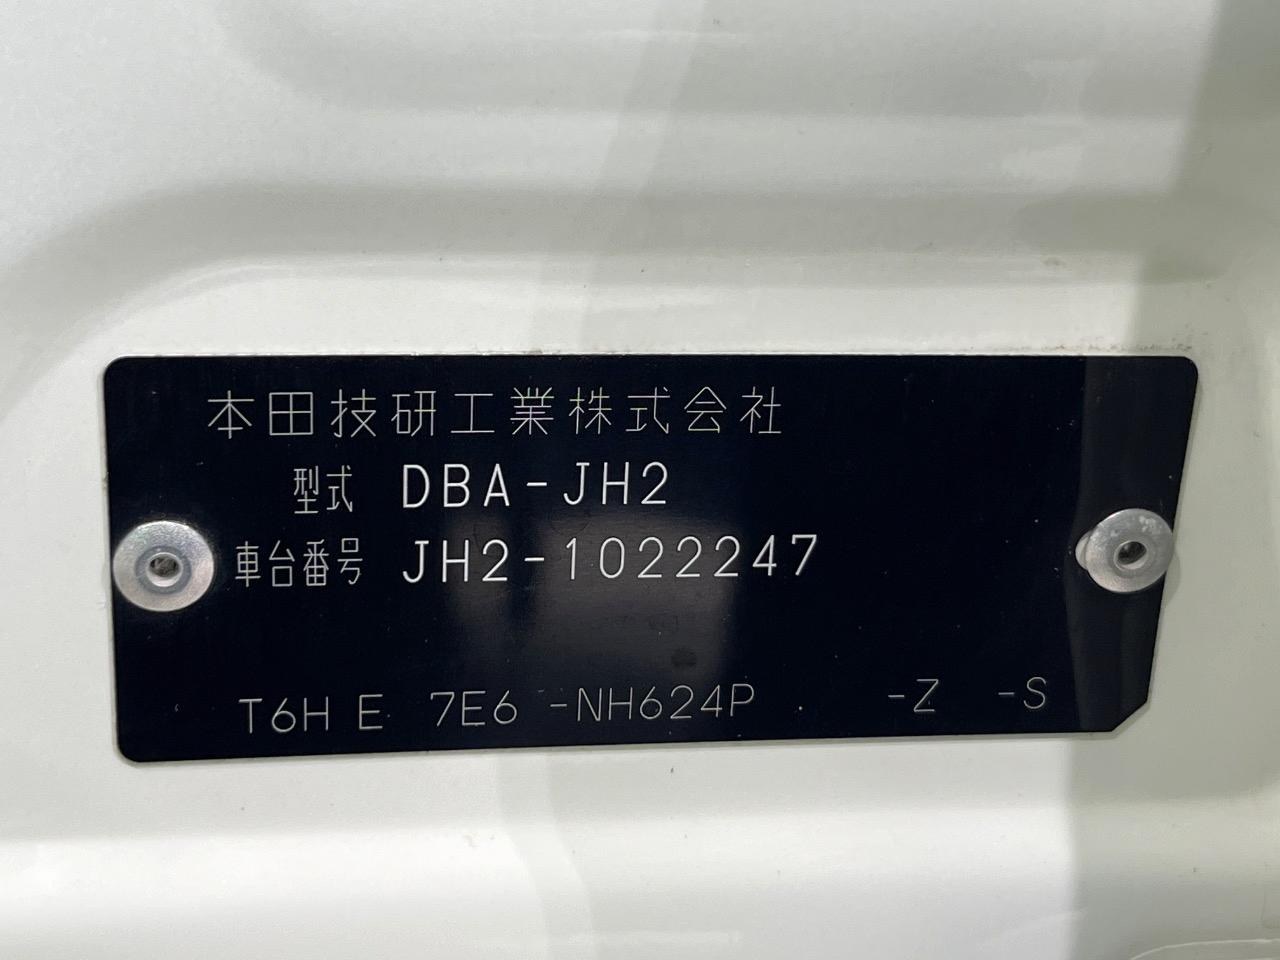 本田技研工業株式会社
型式 DBA-JH2
車台番号 JH2-1022247
T6H E 7E6 -NH624P -Z -S